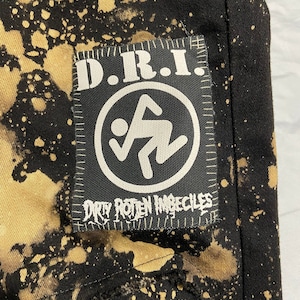 D.R.I.
DIRTY ROTTEN IMBECILES